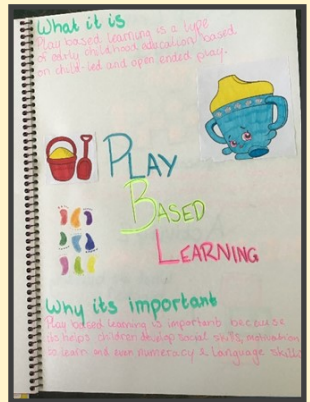 What it is
Play based learning is a type
of early childhood education based
on child-led and open ended play.
PLAY
BASED
LEARNING
Why its important
Play based learning is important because
its helps children develop social skills, motivation
to learn and even numeracy & language skills